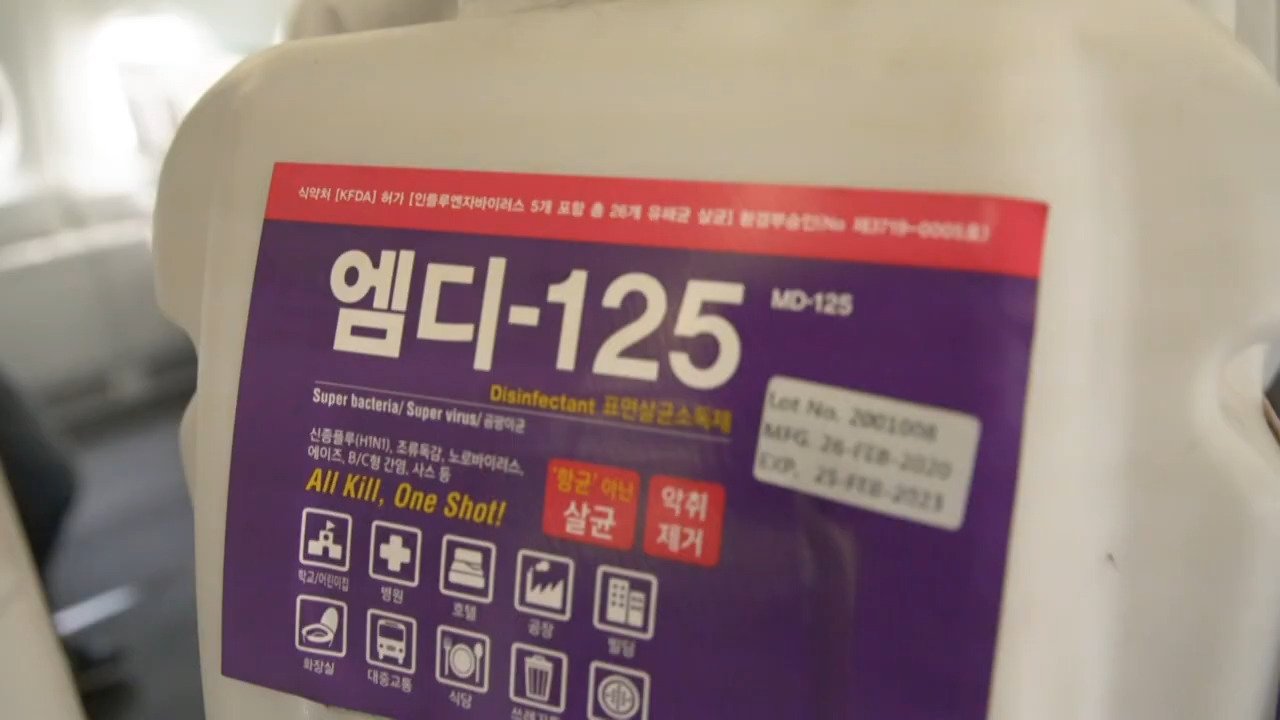 식약처 [KFDA] 허가 [인플루엔자바이러스 5개 포함 총 26개 유해균 살균] 환경부승인(No 제3719-0005호)
엠디-125 MD-125
Disinfectant 표면살균소독제
Super bacteria/ Super virus/ 곰팡이균
신종플루(H1N1), 조류독감, 노로바이러스,
에이즈, B/C형 간염, 사스 등
All Kill, One Shot!
'항균' 아닌
살균
악취
제거
Lot No. 2001008
MFG. 26-FEB-2020
EXP. 25-FEB-2023
학교/어린이집 병원 호텔 공장 빌딩
화장실 대중교통 식당